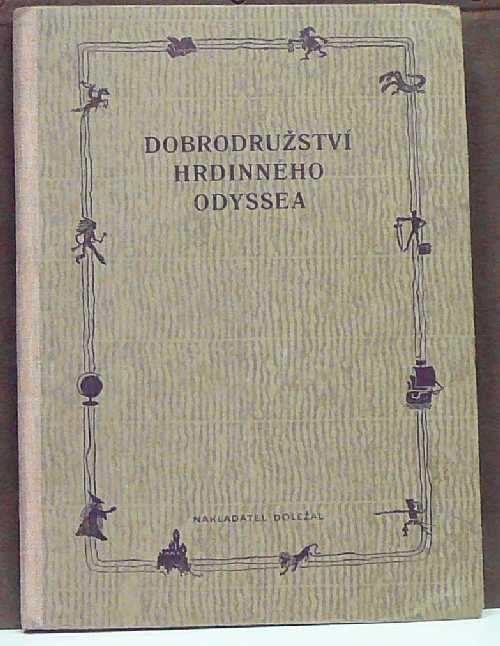 DOBRODRUŽSTVÍ
HRDINNÉHO
ODYSSEA
NAKLADATEL DOLEŽAL